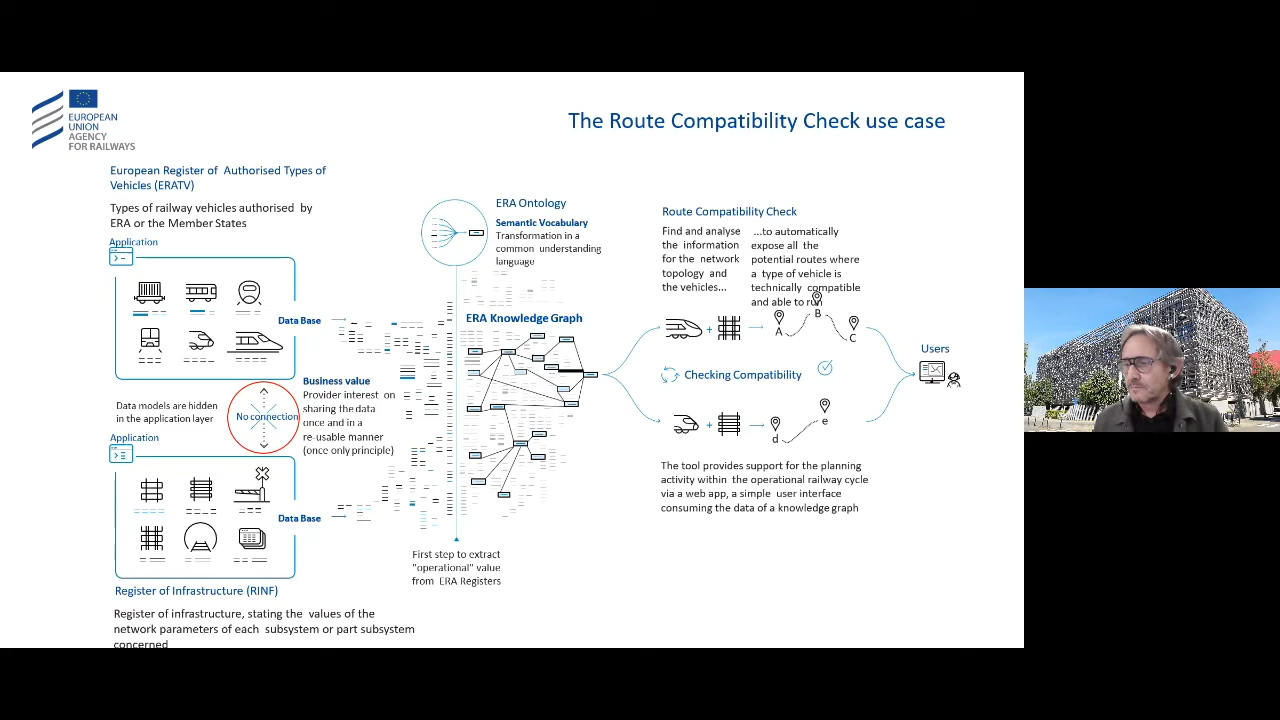 EUROPEAN
UNION
AGENCY
FOR RAILWAYS
The Route Compatibility Check use case
European Register of Authorised Types of
Vehicles (ERATV)
Types of railway vehicles authorised by
ERA or the Member States
Application
Data Base
Data models are hidden
in the application layer
No connection
Business value
Provider interest on
sharing the data
once and in a
re-usable manner
(once only principle)
Application
Data Base
Register of Infrastructure (RINF)
Register of infrastructure, stating the values of the
network parameters of each subsystem or part subsystem
concerned
ERA Ontology
Semantic Vocabulary
Transformation in a
common understanding
language
ERA Knowledge Graph
First step to extract
"operational" value
from ERA Registers
Route Compatibility Check
Find and analyse
the information
for the network
topology and
the vehicles...
...to automatically
expose all the
potential routes where
a type of vehicle is
technically compatible
and able to run
A
B
C
Checking Compatibility
d
e
Users
The tool provides support for the planning
activity within the operational railway cycle
via a web app, a simple user interface
consuming the data of a knowledge graph